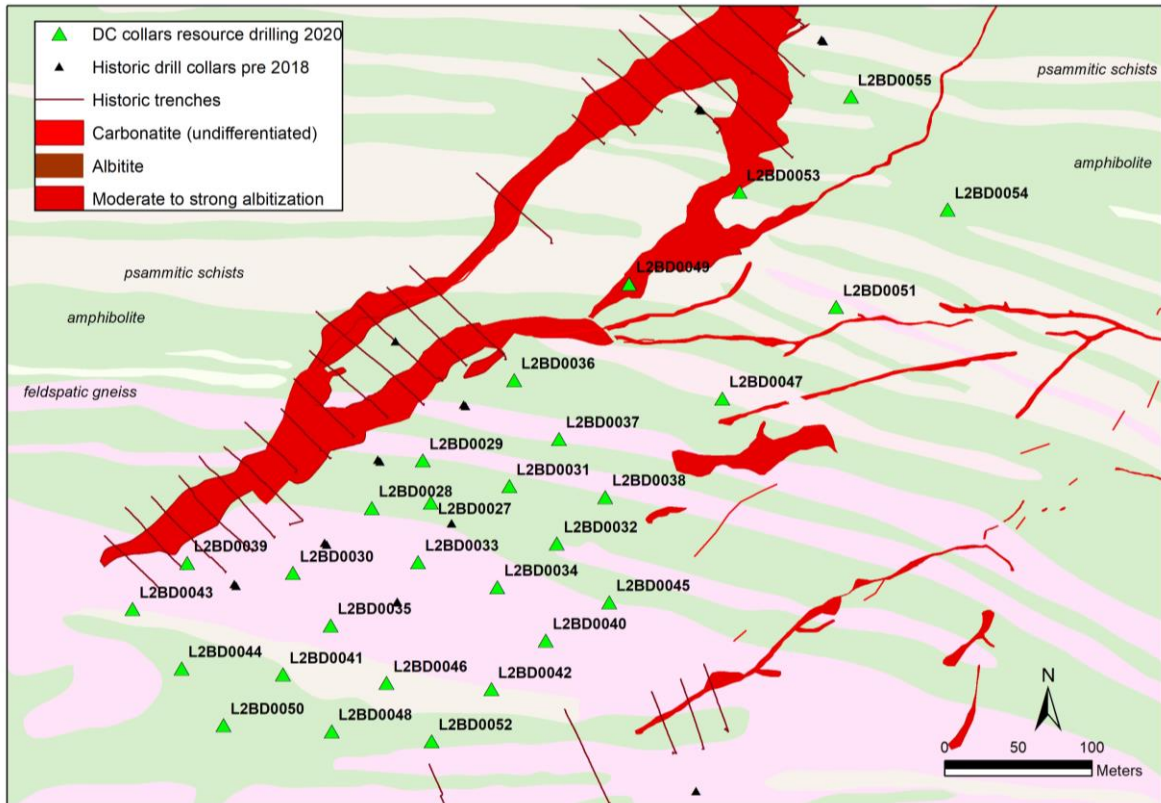 DC collars resource drilling 2020
Historic drill collars pre 2018
Historic trenches
Carbonatite (undifferentiated)
Albitite
Moderate to strong albitization
psammitic schists
L2BD0055
amphibolite
L2BD0053
L2BD0054
psammitic schists
L2BD0049
L2BD0051
amphibolite
L2BD0036
feldspatic gneiss
L2BD0047
L2BD0037
L2BD0029
L2BD0031
L2BD0038
L2BD0028
L2BD0027
L2BD0032
L2BD0039
L2BD0030
L2BD0033
L2BD0034
L2BD0043
L2BD0045
L2BD0035
L2BD0040
L2BD0044
L2BD0041
L2BD0046
L2BD0042
N
L2BD0050
L2BD0048
L2BD0052
0 50 100
Meters